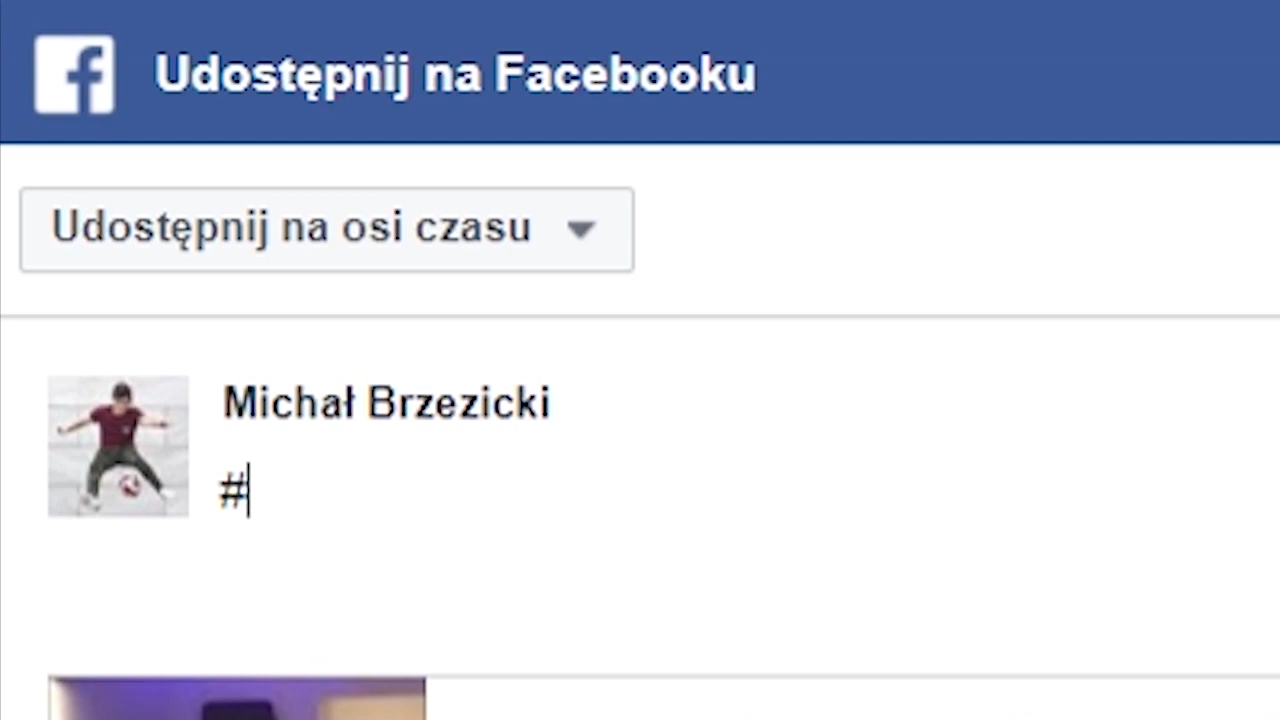 Udostępnij na Facebooku
Udostępnij na osi czasu
Michał Brzezicki
#